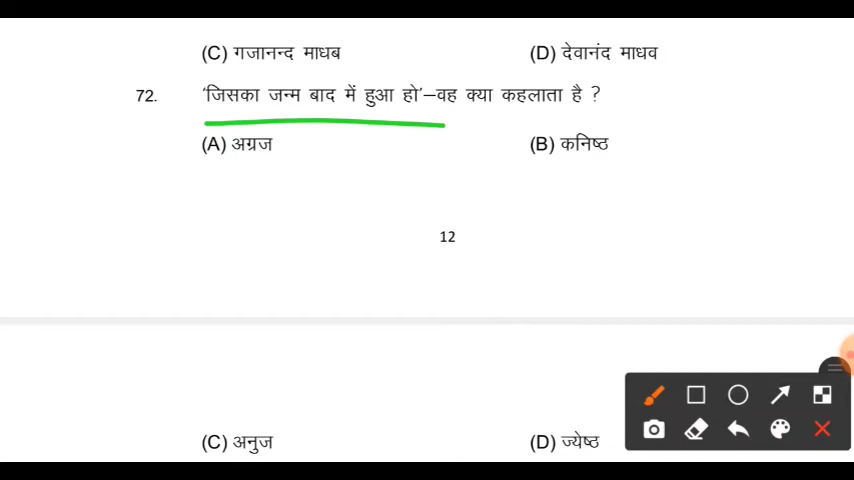 (C) गजानन्द माधब (D) देवानंद माधव
72. ‘जिसका जन्म बाद में हुआ हो’–वह क्या कहलाता है ?
(A) अग्रज (B) कनिष्ठ
12
(C) अनुज (D) ज्येष्ठ